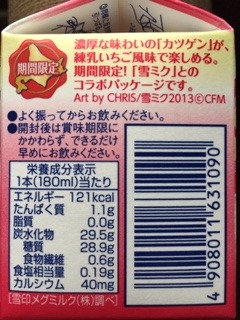 期間限定
濃厚な味わいの「カツゲン」が、
練乳いちご風味で楽しめる。
期間限定!「雪ミク」との
コラボパッケージです。
Art by CHRIS/雪ミク2013ⒸCFM
●よく振ってからお飲みください。
●開封後は賞味期限に
かかわらず、できるだけ
早めにお飲みください。
栄養成分表示
1本(180ml)当たり
エネルギー 121kcal
たんぱく質 1.1g
脂質 0.0g
炭水化物 29.5g
糖質 28.9g
食物繊維 0.6g
食塩相当量 0.19g
カルシウム 40mg
[雪印メグミルク(株)調べ]
4908011631090